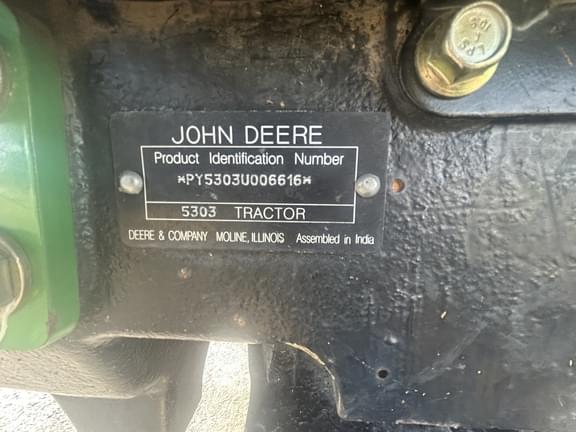 JOHN DEERE
Product Identification Number
*PY5303U006616*
5303 TRACTOR
DEERE & COMPANY MOLINE, ILLINOIS Assembled in India